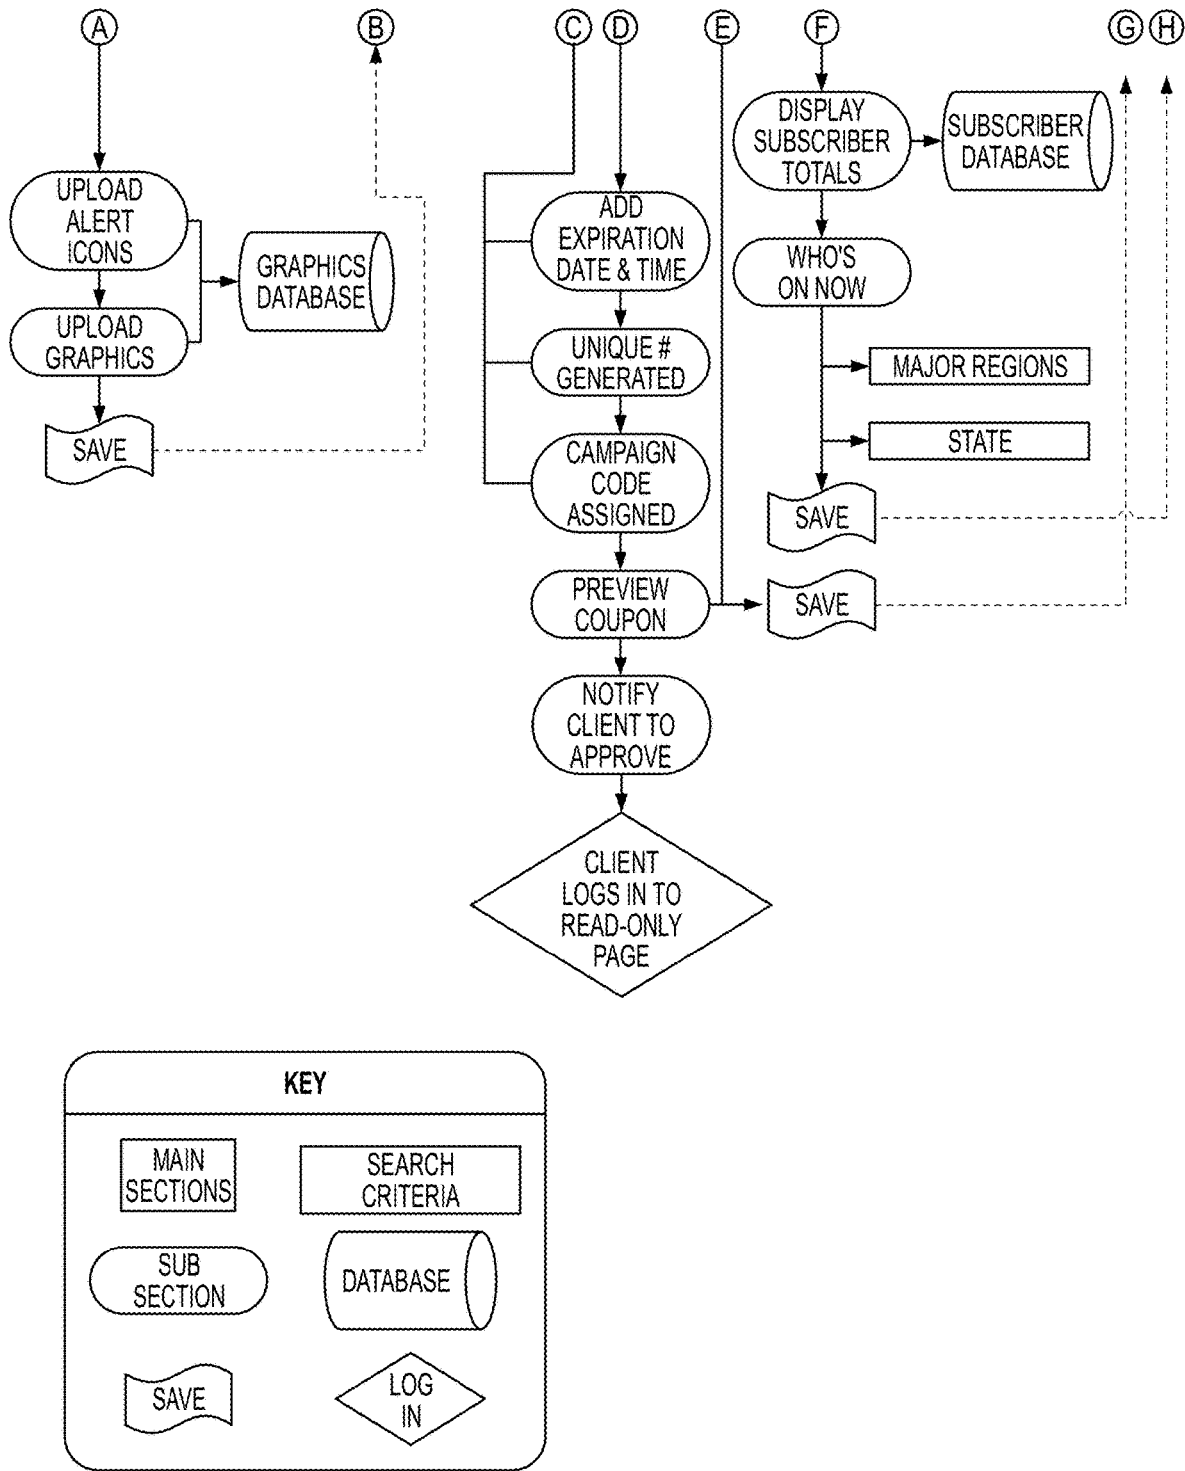 A
B
C
D
E
F
G
H
UPLOAD
ALERT
ICONS
UPLOAD
GRAPHICS
SAVE
GRAPHICS
DATABASE
ADD
EXPIRATION
DATE & TIME
UNIQUE #
GENERATED
CAMPAIGN
CODE
ASSIGNED
PREVIEW
COUPON
NOTIFY
CLIENT TO
APPROVE
CLIENT
LOGS IN TO
READ-ONLY
PAGE
DISPLAY
SUBSCRIBER
TOTALS
SUBSCRIBER
DATABASE
WHO'S
ON NOW
MAJOR REGIONS
STATE
SAVE
SAVE
KEY
MAIN
SECTIONS
SEARCH
CRITERIA
SUB
SECTION
DATABASE
SAVE
LOG
IN